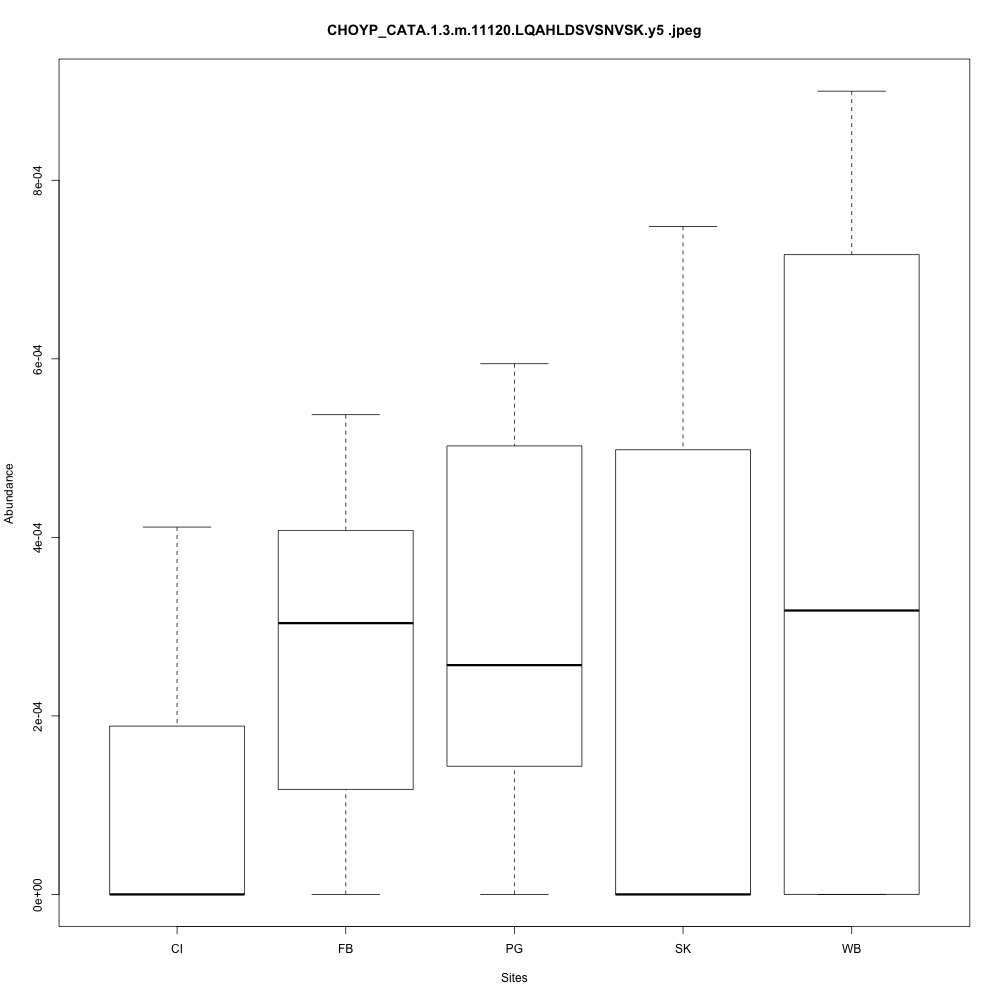 CHOYP_CATA.1.3.m.11120.LQAHLDSVSNVSK.y5 .jpeg
Abundance
8e-04
6e-04
4e-04
2e-04
0e+00
CI FB PG SK WB
Sites